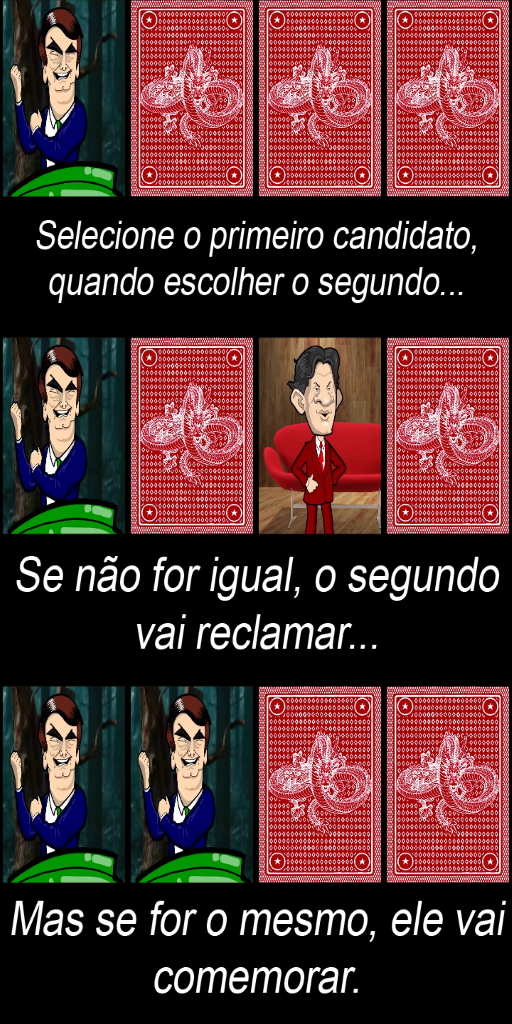 Selecione o primeiro candidato,
quando escolher o segundo...
Se não for igual, o segundo
vai reclamar...
Mas se for o mesmo, ele vai
comemorar.